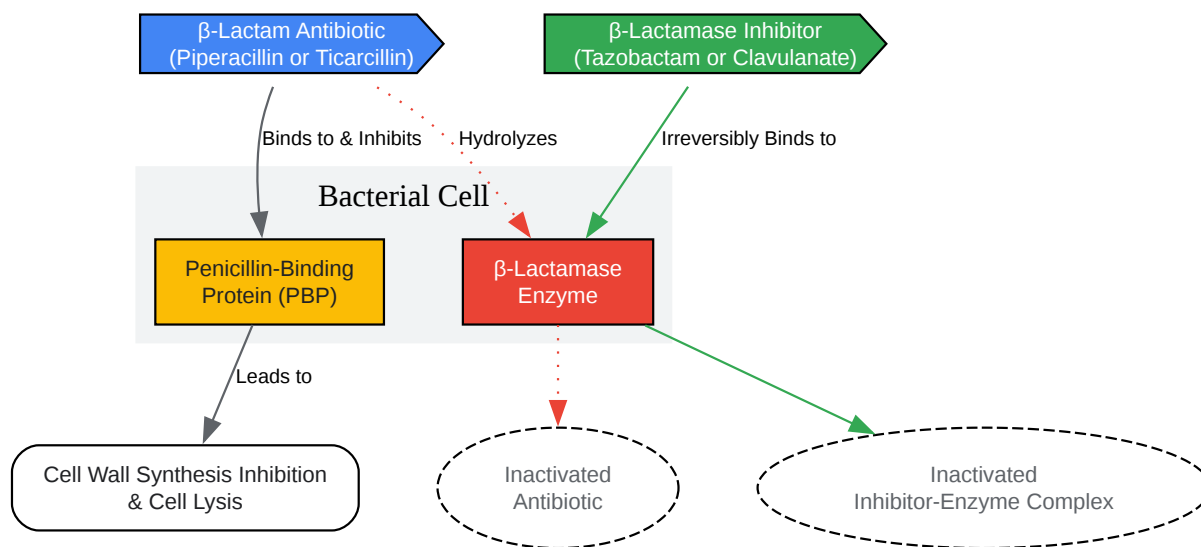 β-Lactam Antibiotic
(Piperacillin or Ticarcillin)
β-Lactamase Inhibitor
(Tazobactam or Clavulanate)
Binds to & Inhibits
Hydrolyzes
Irreversibly Binds to
Bacterial Cell
Penicillin-Binding
Protein (PBP)
β-Lactamase
Enzyme
Leads to
Cell Wall Synthesis Inhibition
& Cell Lysis
Inactivated
Antibiotic
Inactivated
Inhibitor-Enzyme Complex